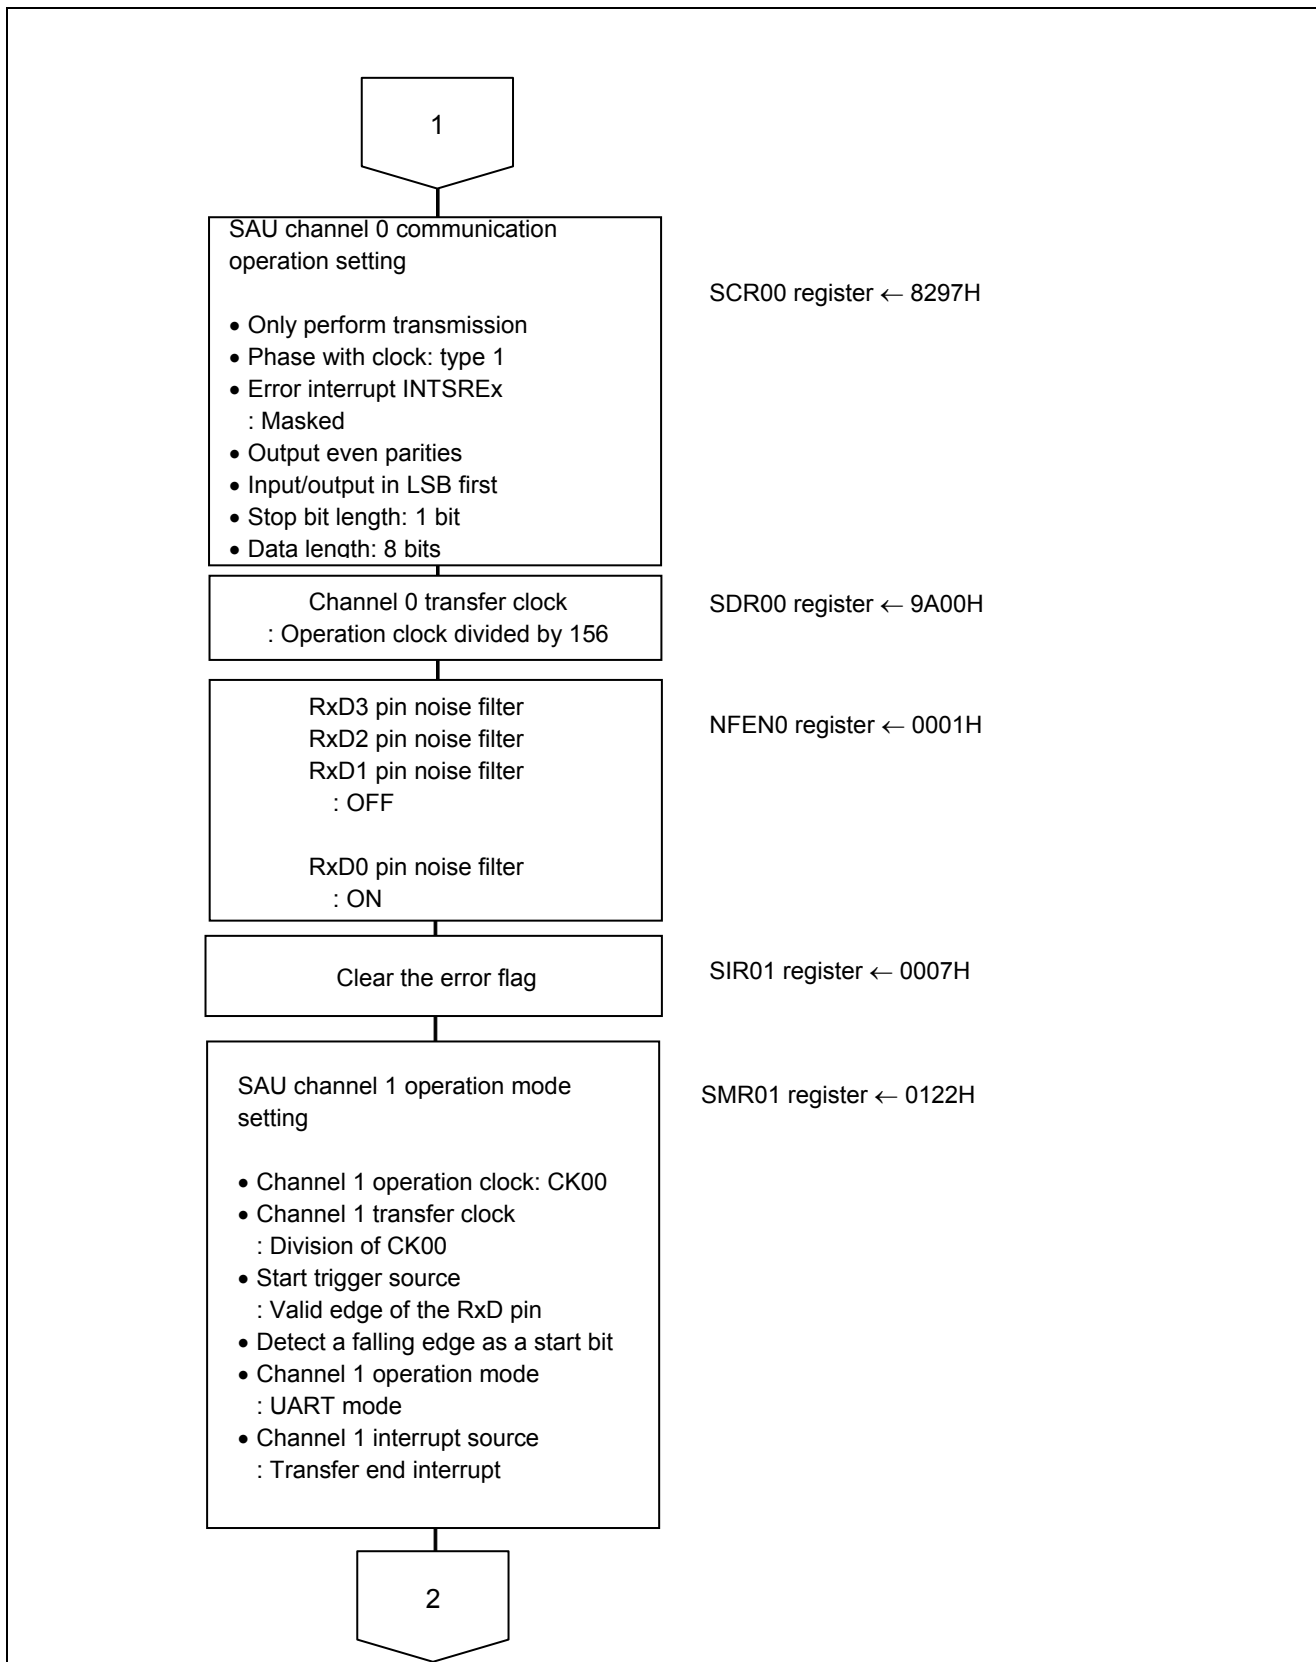 1
SAU channel 0 communication
operation setting
SCR00 register ← 8297H
• Only perform transmission
• Phase with clock: type 1
• Error interrupt INTSREx
: Masked
• Output even parities
• Input/output in LSB first
• Stop bit length: 1 bit
• Data length: 8 bits
Channel 0 transfer clock
: Operation clock divided by 156
SDR00 register ← 9A00H
RxD3 pin noise filter
RxD2 pin noise filter
RxD1 pin noise filter
: OFF
RxD0 pin noise filter
: ON
NFEN0 register ← 0001H
Clear the error flag
SIR01 register ← 0007H
SAU channel 1 operation mode
setting
SMR01 register ← 0122H
• Channel 1 operation clock: CK00
• Channel 1 transfer clock
: Division of CK00
• Start trigger source
: Valid edge of the RxD pin
• Detect a falling edge as a start bit
• Channel 1 operation mode
: UART mode
• Channel 1 interrupt source
: Transfer end interrupt
2